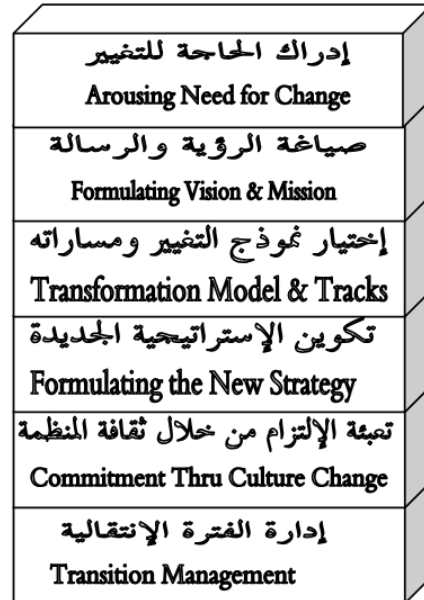 إدراك الحاجة للتغيير
Arousing Need for Change
صياغة الرؤية والرسالة
Formulating Vision & Mission
إختيار نموذج التغيير ومساراته
Transformation Model & Tracks
تكوين الإستراتيجية الجديدة
Formulating the New Strategy
تعبئة الإلتزام من خلال ثقافة المنظمة
Commitment Thru Culture Change
إدارة الفترة الإنتقالية
Transition Management